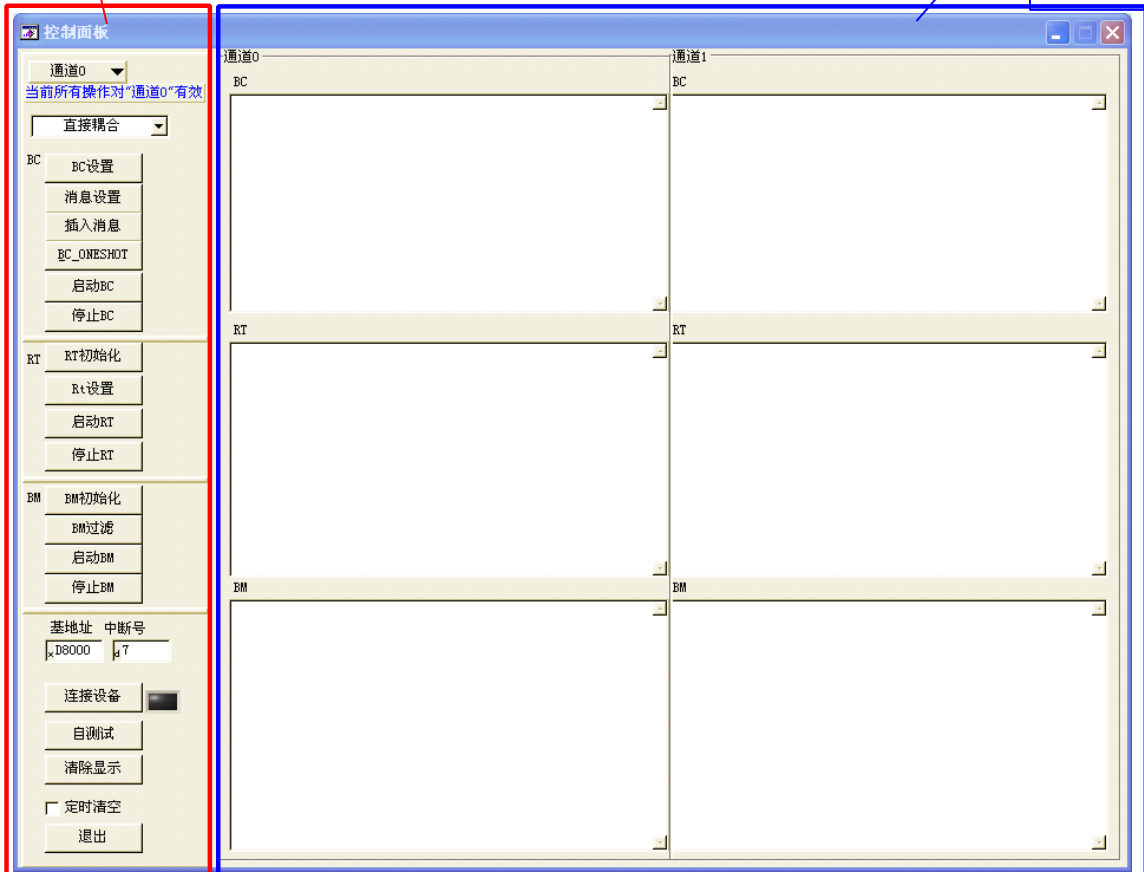 控制面板
通道0
当前所有操作对"通道0"有效
直接耦合
BC
BC设置
消息设置
插入消息
BC_ONESHOT
启动BC
停止BC
RT
RT初始化
Rt设置
启动RT
停止RT
BM
BM初始化
BM过滤
启动BM
停止BM
基地址 中断号
x D8000 d 7
连接设备
自测试
清除显示
定时清空
退出
通道0
BC
RT
BM
通道1
BC
RT
BM